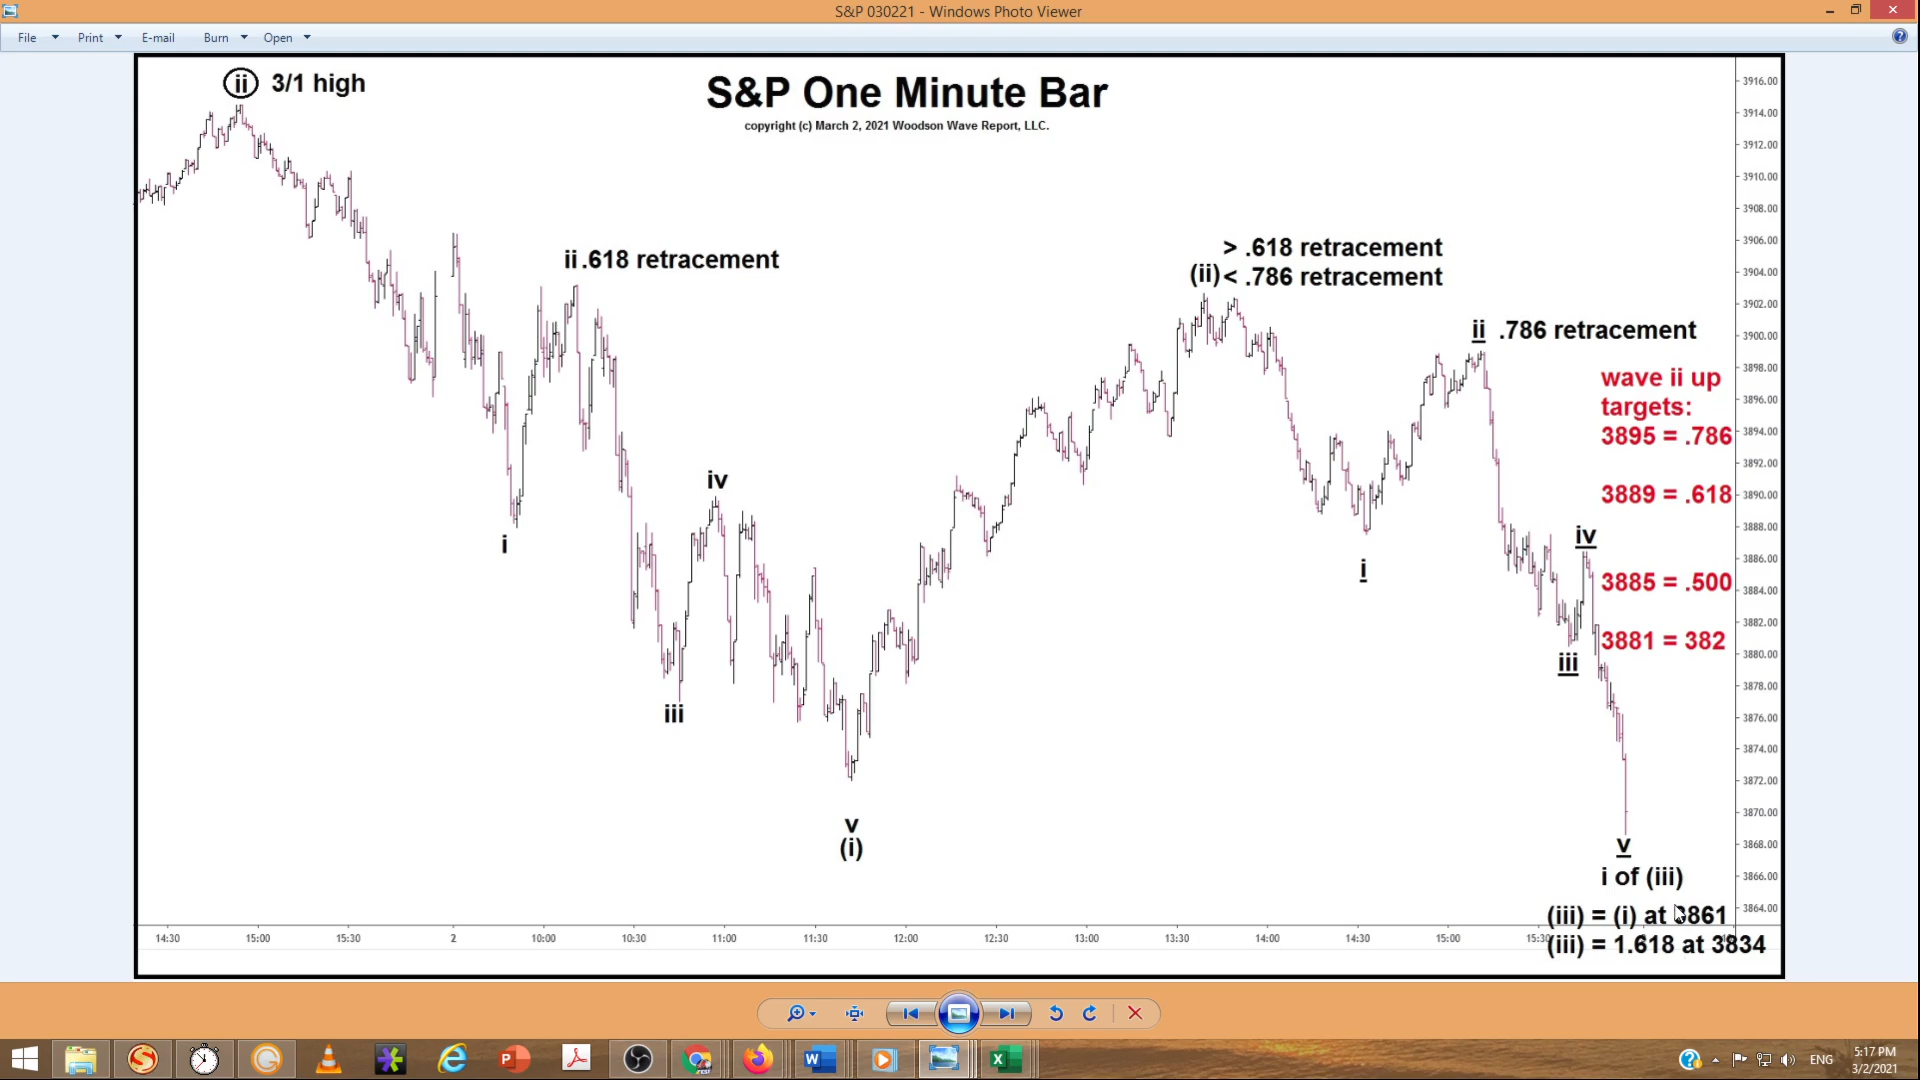 S&P 030221 - Windows Photo Viewer
File Print E-mail Burn Open
ii 3/1 high
S&P One Minute Bar
copyright (c) March 2, 2021 Woodson Wave Report, LLC.
ii .618 retracement
> .618 retracement
(ii) < .786 retracement
ii .786 retracement
wave ii up
targets:
3895 = .786
3889 = .618
iv
iv
i
i
3885 = .500
3881 = 382
iii
iii
v
(i)
v
i of (iii)
(iii) = (i) at 3861
(iii) = 1.618 at 3834
3916.00
3914.00
3912.00
3910.00
3908.00
3906.00
3904.00
3902.00
3900.00
3898.00
3896.00
3894.00
3892.00
3890.00
3888.00
3886.00
3884.00
3882.00
3880.00
3878.00
3876.00
3874.00
3872.00
3870.00
3868.00
3866.00
3864.00
14:30 15:00 15:30 2 10:00 10:30 11:00 11:30 12:00 12:30 13:00 13:30 14:00 14:30 15:00 15:30
ENG
5:17 PM
3/2/2021